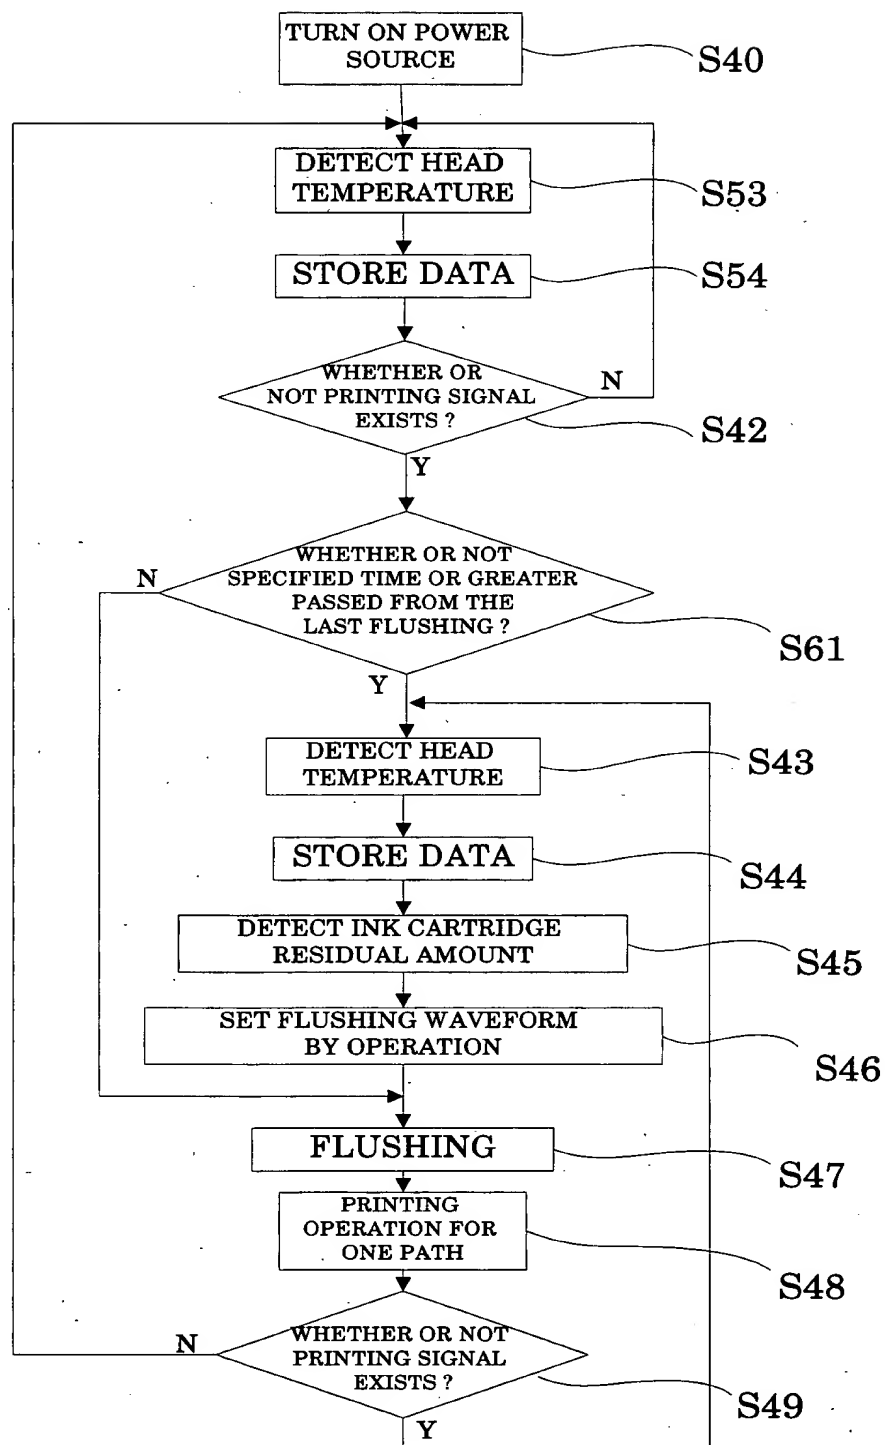 TURN ON POWER
SOURCE
S40
DETECT HEAD
TEMPERATURE
S53
STORE DATA
S54
WHETHER OR
NOT PRINTING SIGNAL
EXISTS ?
N
S42
Y
WHETHER OR NOT
SPECIFIED TIME OR GREATER
PASSED FROM THE
LAST FLUSHING ?
N
S61
Y
DETECT HEAD
TEMPERATURE
S43
STORE DATA
S44
DETECT INK CARTRIDGE
RESIDUAL AMOUNT
S45
SET FLUSHING WAVEFORM
BY OPERATION
S46
FLUSHING
S47
PRINTING
OPERATION FOR
ONE PATH
S48
N
WHETHER OR NOT
PRINTING SIGNAL
EXISTS ?
S49
Y